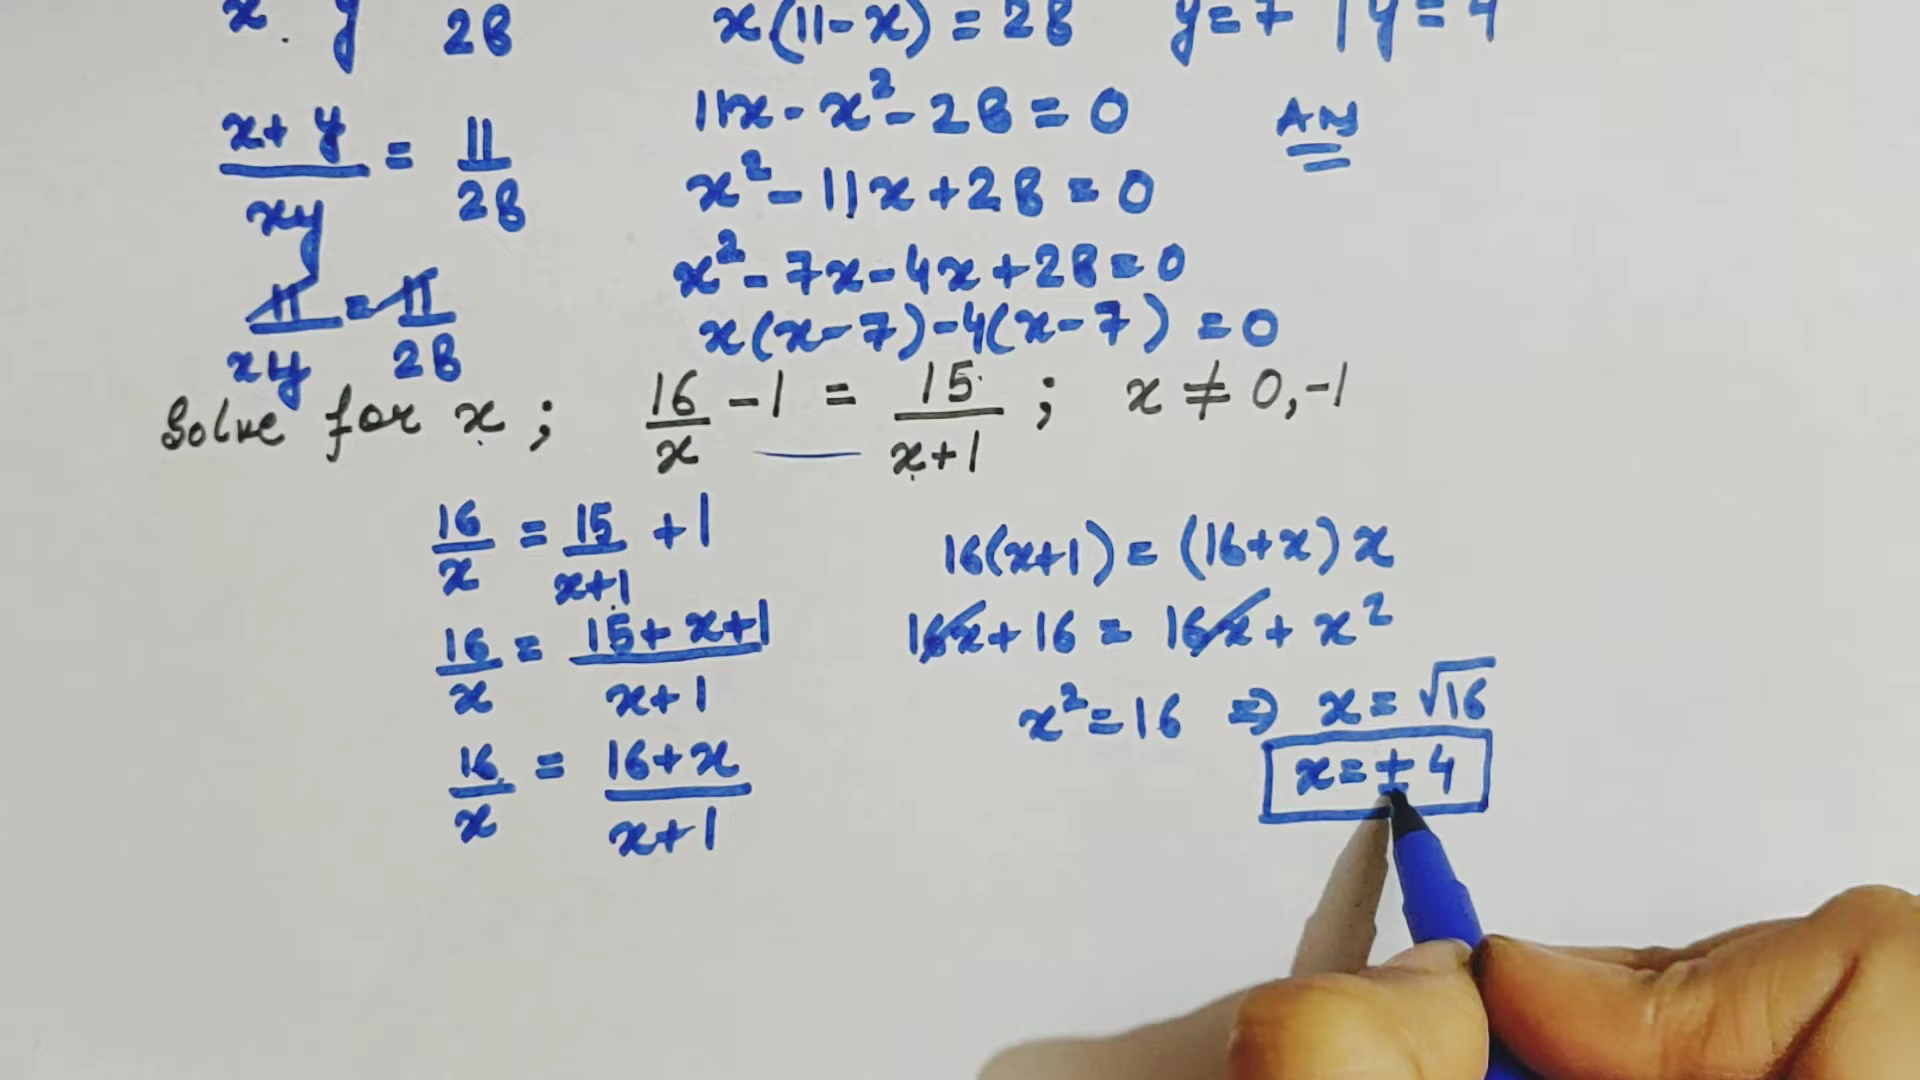 x . y 28
x+y/xy = 11/28
11/xy = 11/28
x(11-x) = 28
11x - x² - 28 = 0
x² - 11x + 28 = 0
x² - 7x - 4x + 28 = 0
x(x-7) - 4(x-7) = 0
y = 7 | y = 4
Ans
Solve for x ; 16/x - 1 = 15/x+1 ; x ≠ 0, -1
16/x = 15/x+1 + 1
16/x = 15+x+1/x+1
16/x = 16+x/x+1
16(x+1) = (16+x) x
16x + 16 = 16x + x²
x² = 16 ⇒ x = √16
x = ± 4